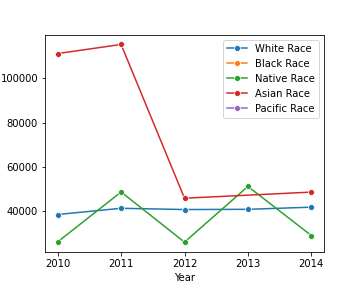 White Race
Black Race
Native Race
Asian Race
Pacific Race
100000
80000
60000
40000
2010 2011 2012 2013 2014
Year